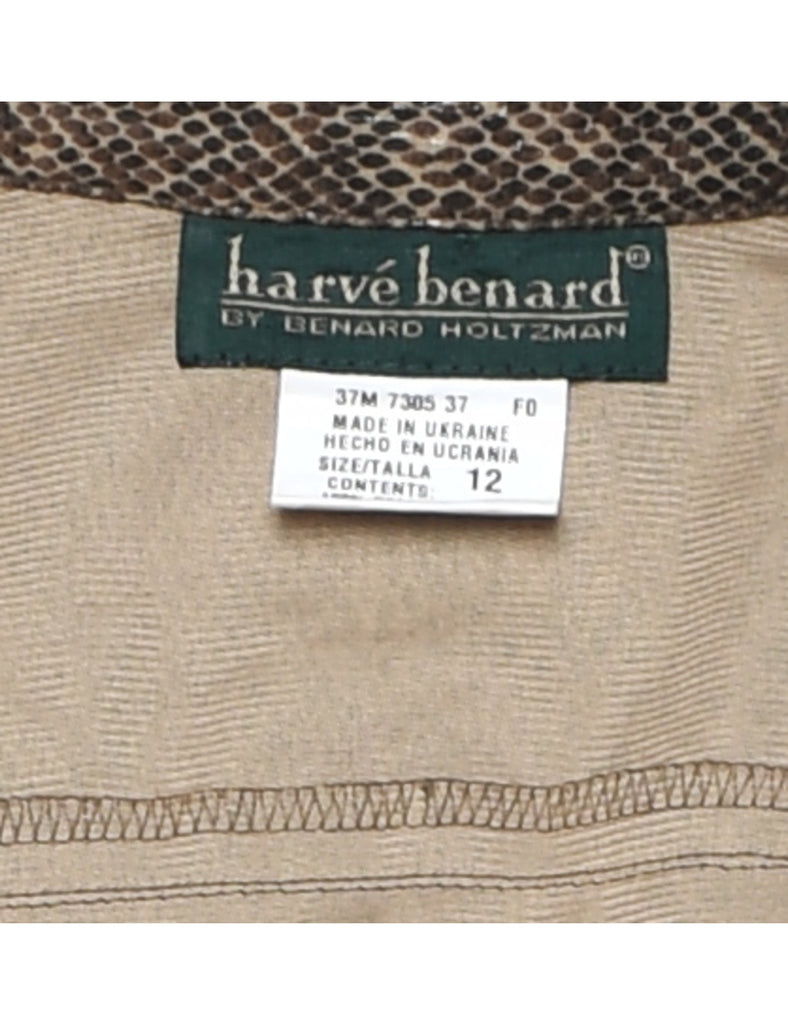 harvé benard®
BY BENARD HOLTZMAN
37M 7305 37 F0
MADE IN UKRAINE
HECHO EN UCRANIA
SIZE/TALLA 12
CONTENTS: